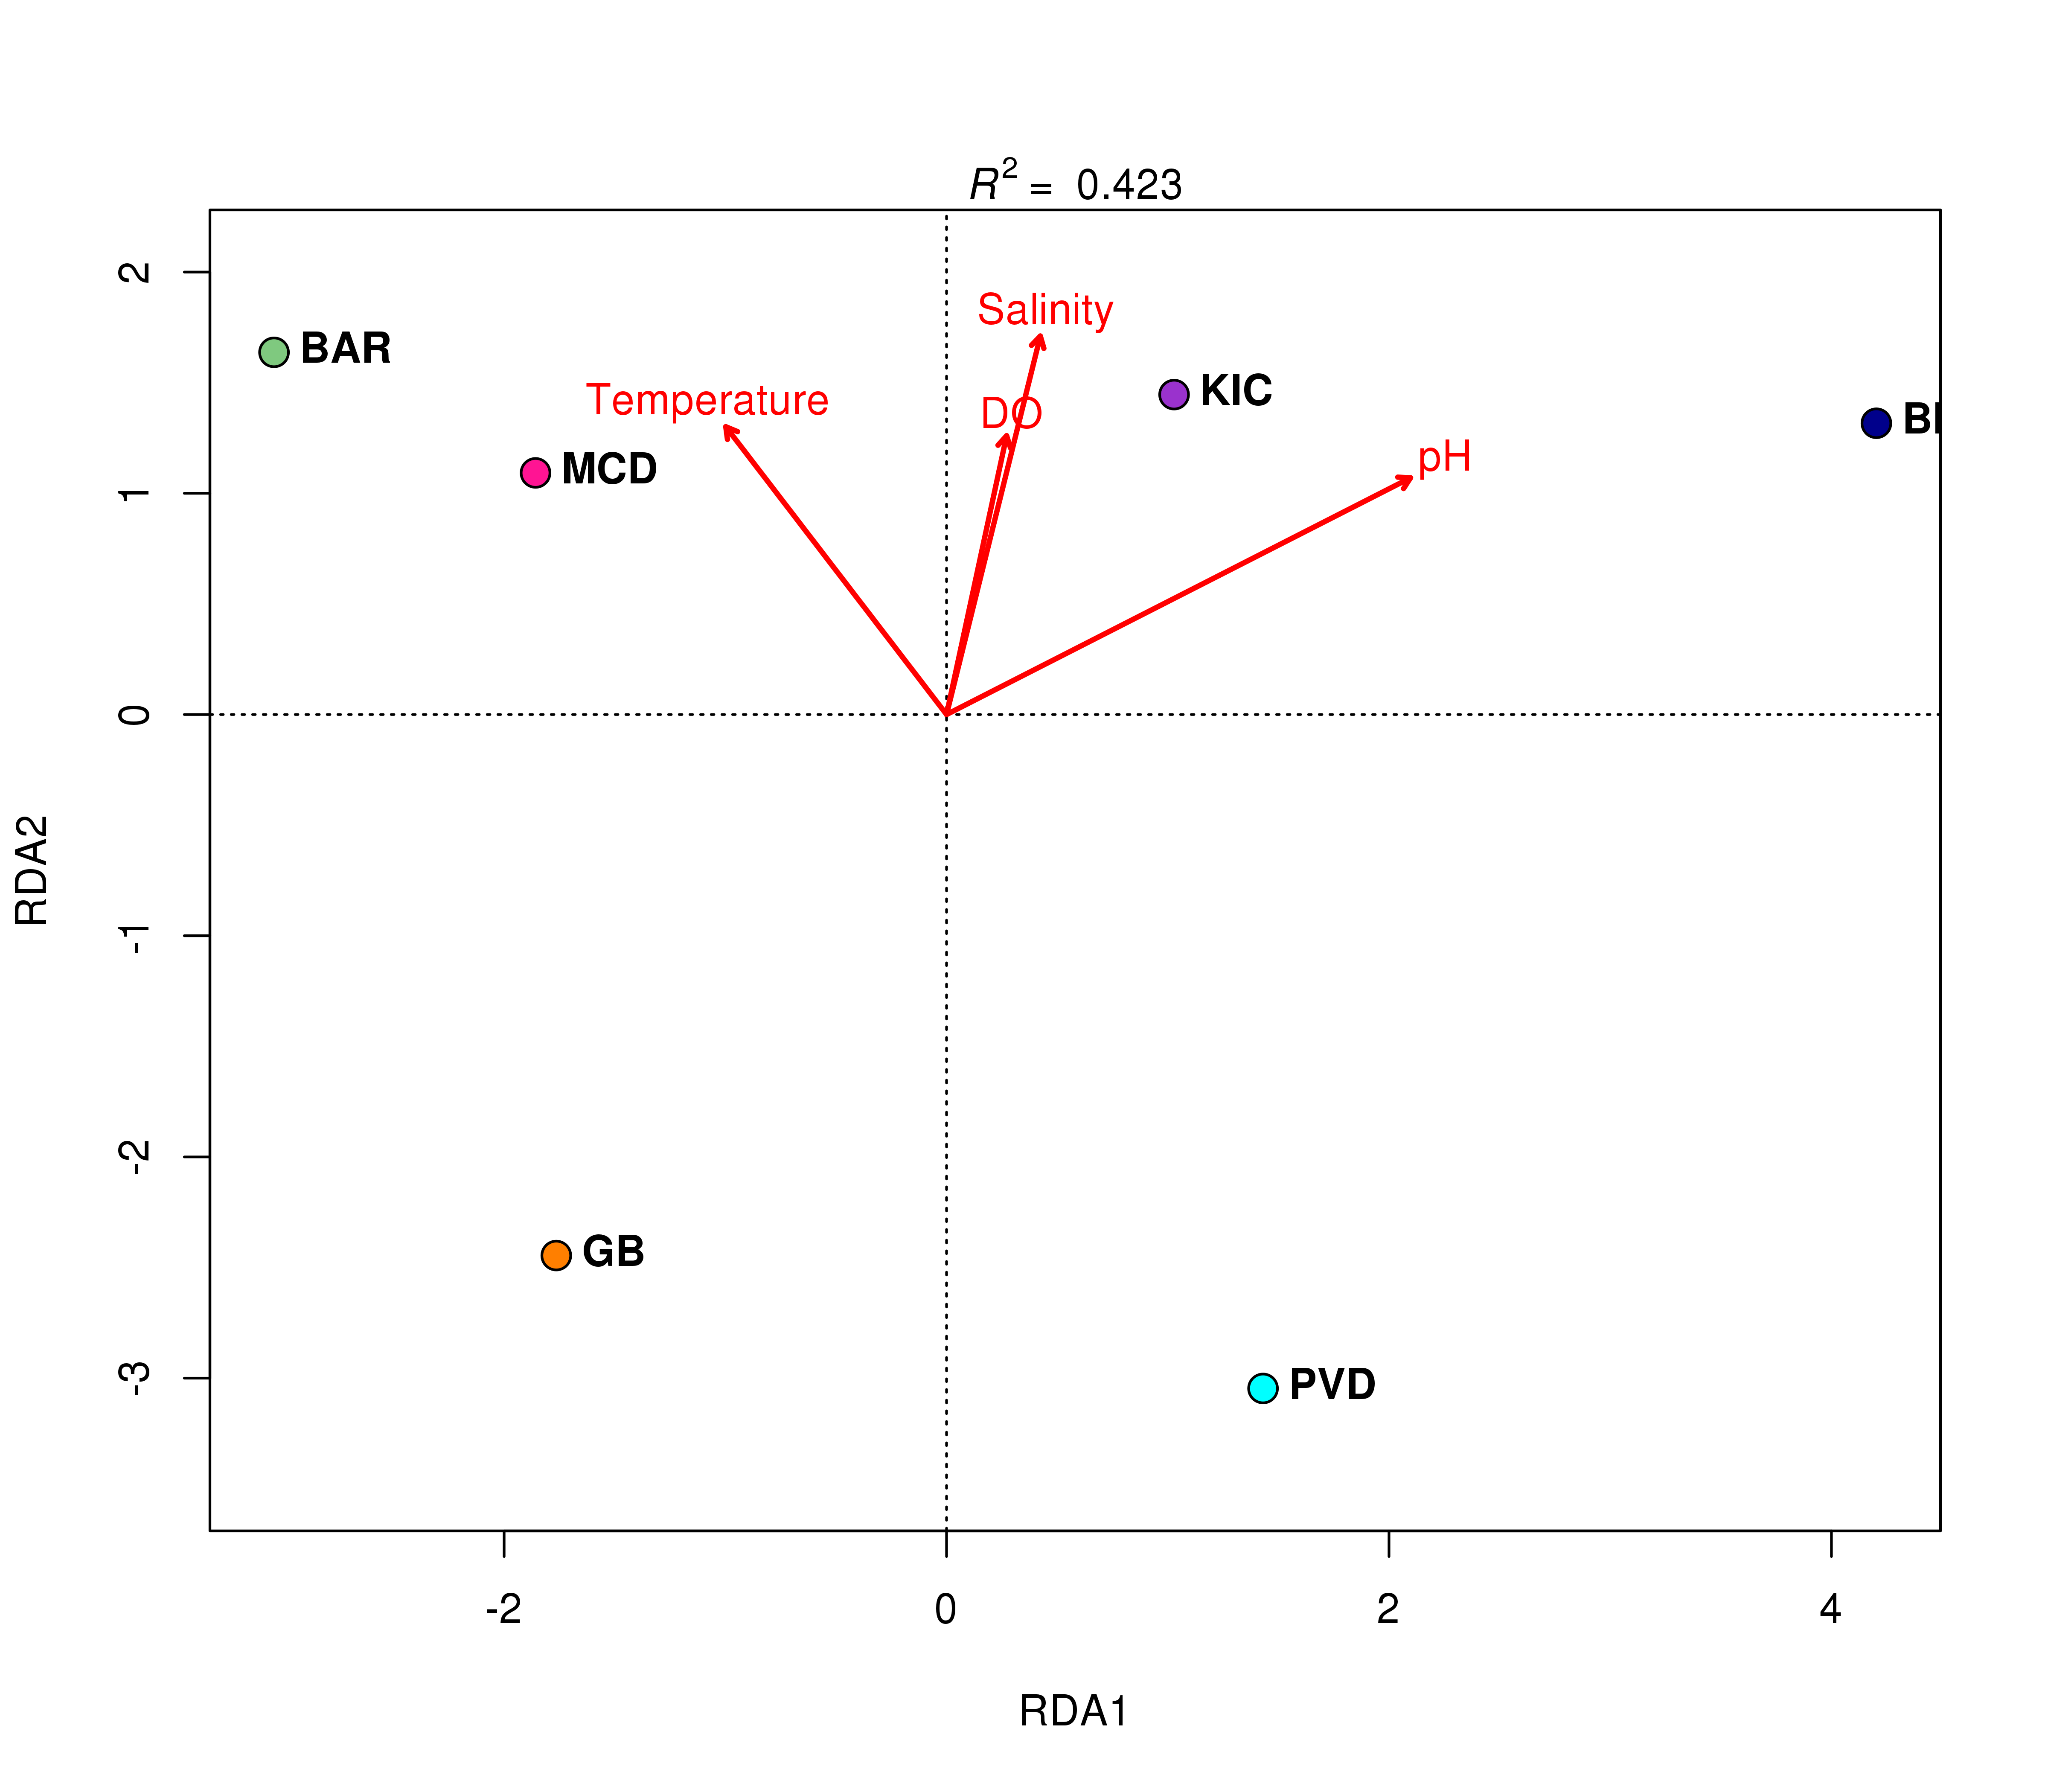 R² = 0.423
2
Salinity
BAR
KIC
Temperature
DO
BI
pH
MCD
1
0
RDA2
-1
-2
GB
-3
PVD
-2 0 2 4
RDA1